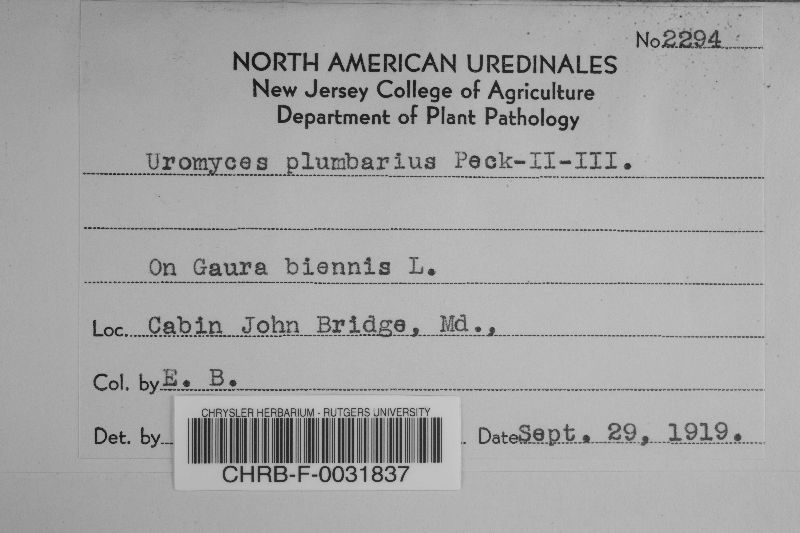 No 2294
NORTH AMERICAN UREDINALES
New Jersey College of Agriculture
Department of Plant Pathology
Uromyces plumbarius Peck-II-III.
On Gaura biennis L.
Loc. Cabin John Bridge, Md.,
Col. by E. B.
Det. by Date Sept. 29, 1919.
CHRYSLER HERBARIUM - RUTGERS UNIVERSITY
CHRB-F-0031837